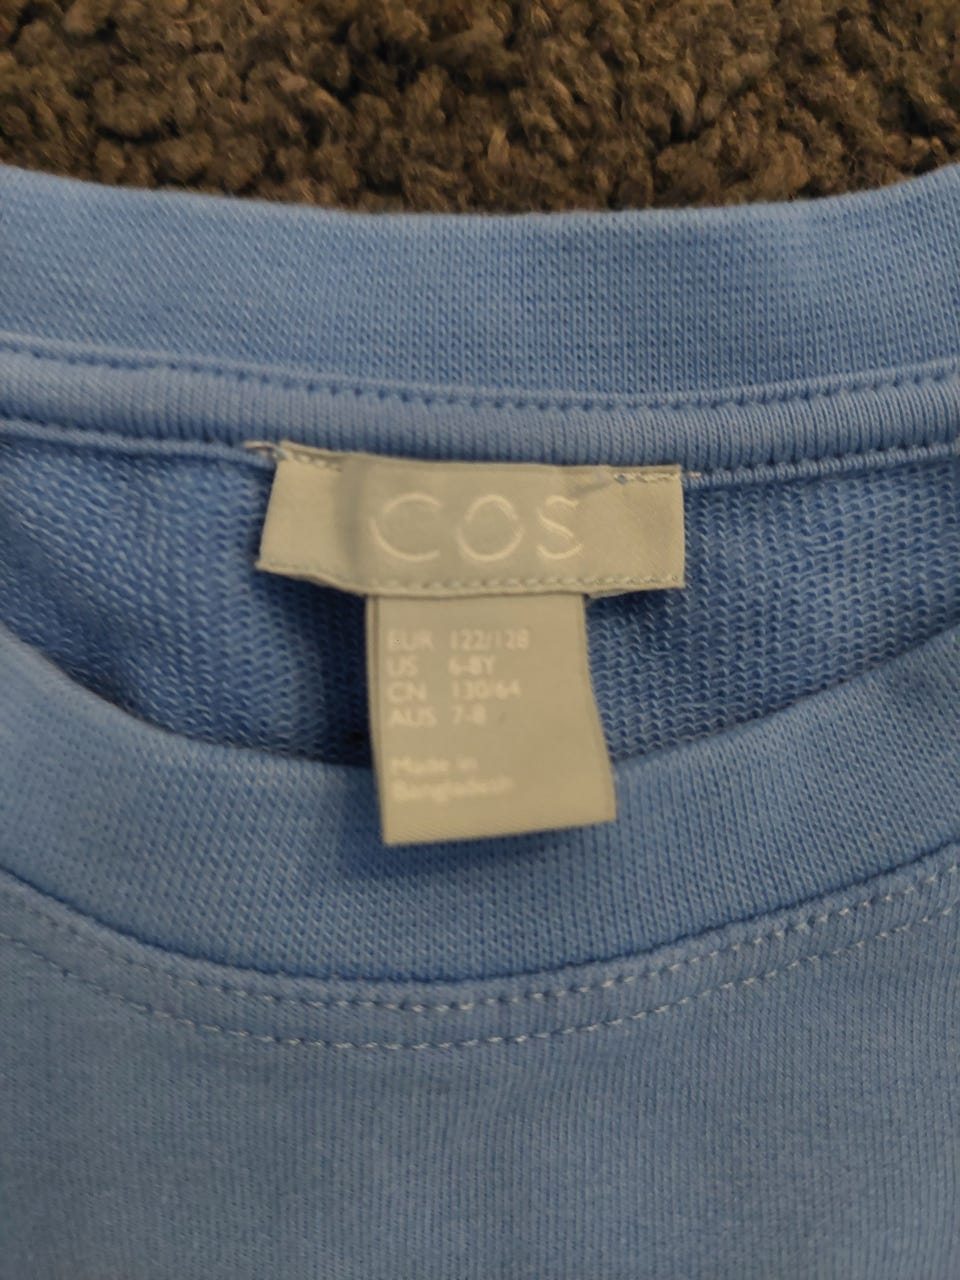 COS
EUR 122/128
US 6-8Y
CN 130/64
AUS 7-8
Made in
Bangladesh